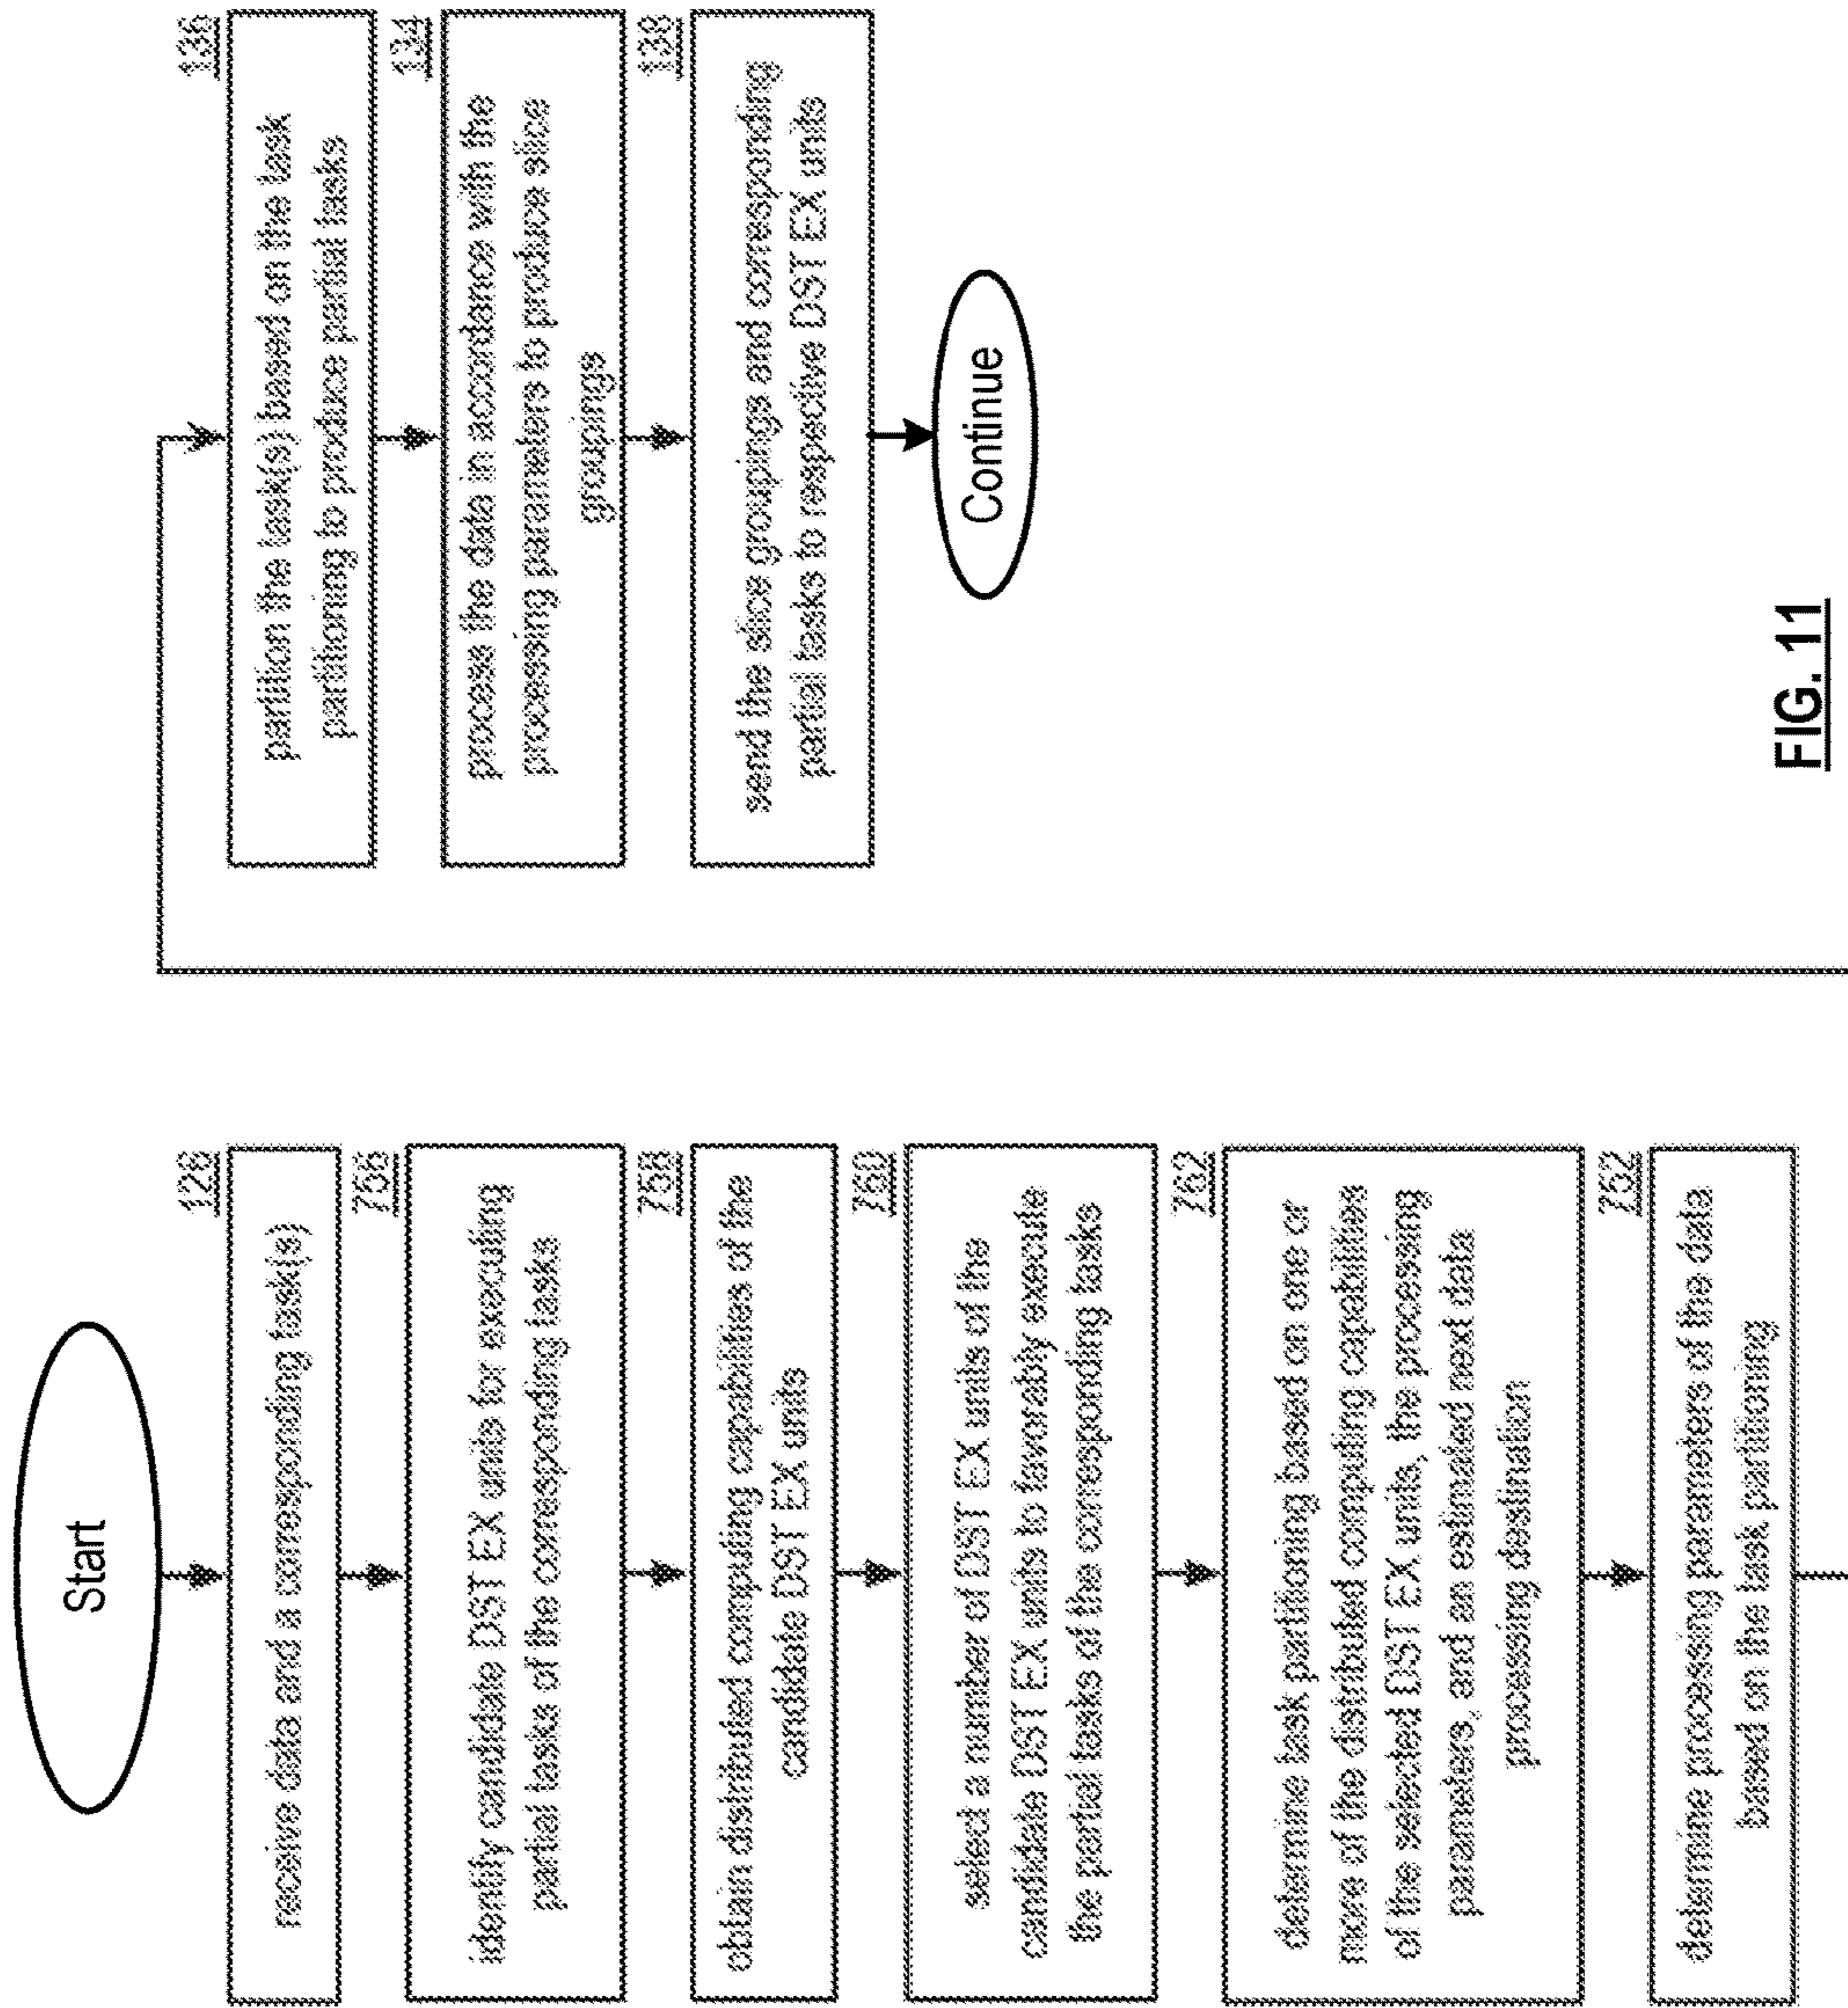 Start
126
receive data and a corresponding task(s)
756
identify candidate DST EX units for executing
partial tasks of the corresponding tasks
758
obtain distributed computing capabilities of the
candidate DST EX units
760
select a number of DST EX units of the
candidate DST EX units to favorably execute
the partial tasks of the corresponding tasks
762
determine task partitioning based on one or
more of the distributed computing capabilities
of the selected DST EX units, the processing
parameters, and an estimated next data
processing destination
752
determine processing parameters of the data
based on the task partitioning
136
partition the task(s) based on the task
partitioning to produce partial tasks
134
process the data in accordance with the
processing parameters to produce slice
groupings
138
send the slice groupings and corresponding
partial tasks to respective DST EX units
Continue
FIG. 11